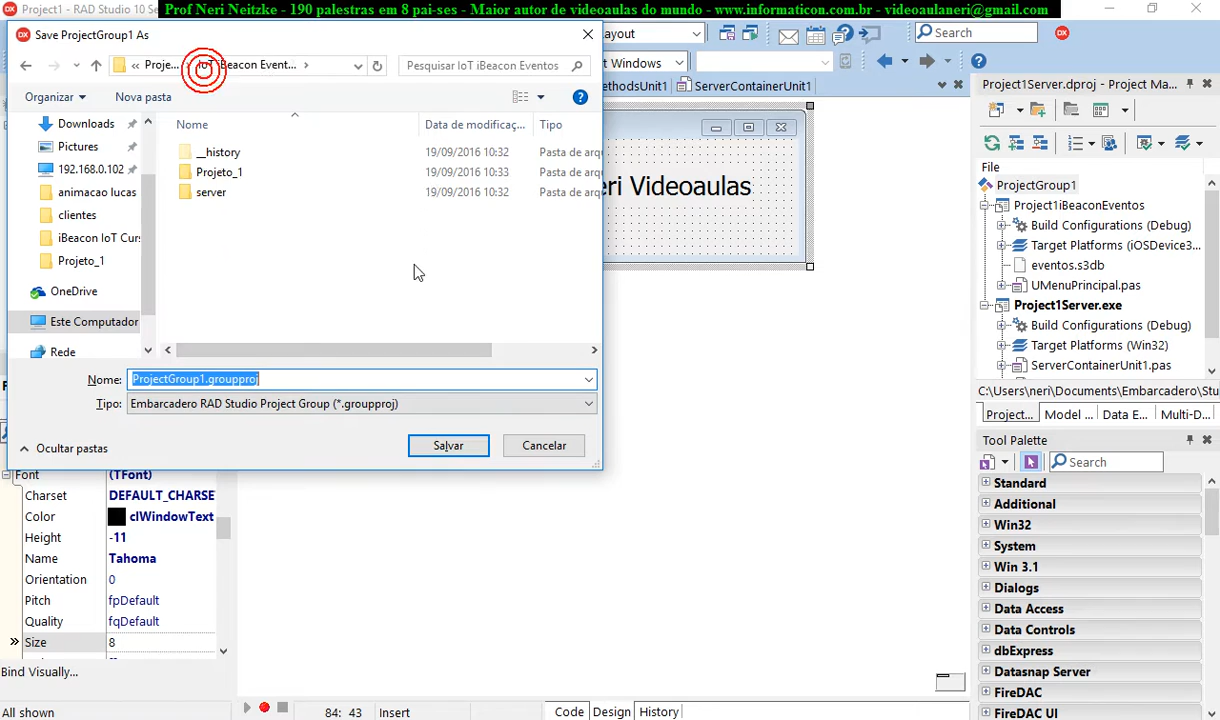 Project1 - RAD Studio 10 Se
Prof Neri Neitzke - 190 palestras em 8 pai-ses - Maior autor de videoaulas do mundo - www.informaticon.com.br - videoaulaneri@gmail.com
Save ProjectGroup1 As
« Proje... IoT iBeacon Event...
Pesquisar IoT iBeacon Eventos
Organizar
Nova pasta
Downloads
Pictures
192.168.0.102
animacao lucas
clientes
iBeacon IoT Curs
Projeto_1
OneDrive
Este Computador
Rede
Nome
Data de modificaç...
Tipo
__history
19/09/2016 10:32
Pasta de arqu
Projeto_1
19/09/2016 10:33
Pasta de arqu
server
19/09/2016 10:32
Pasta de arqu
Nome:
ProjectGroup1.groupproj
Tipo:
Embarcadero RAD Studio Project Group (*.groupproj)
Ocultar pastas
Salvar
Cancelar
ayout
Search
t Windows
ethodsUnit1
ServerContainerUnit1
eri Videoaulas
Project1Server.dproj - Project Ma...
File
ProjectGroup1
Project1iBeaconEventos
Build Configurations (Debug)
Target Platforms (iOSDevice3...
eventos.s3db
UMenuPrincipal.pas
Project1Server.exe
Build Configurations (Debug)
Target Platforms (Win32)
ServerContainerUnit1.pas
C:\Users\neri\Documents\Embarcadero\Stu
Project...
Model ...
Data E...
Multi-D...
Tool Palette
Search
Standard
Additional
Win32
System
Win 3.1
Dialogs
Data Access
Data Controls
dbExpress
Datasnap Server
FireDAC
FireDAC UI
Font
(TFont)
Charset
DEFAULT_CHARSE
Color
clWindowText
Height
-11
Name
Tahoma
Orientation
0
Pitch
fpDefault
Quality
fqDefault
Size
8
Bind Visually...
All shown
84: 43
Insert
Code
Design
History